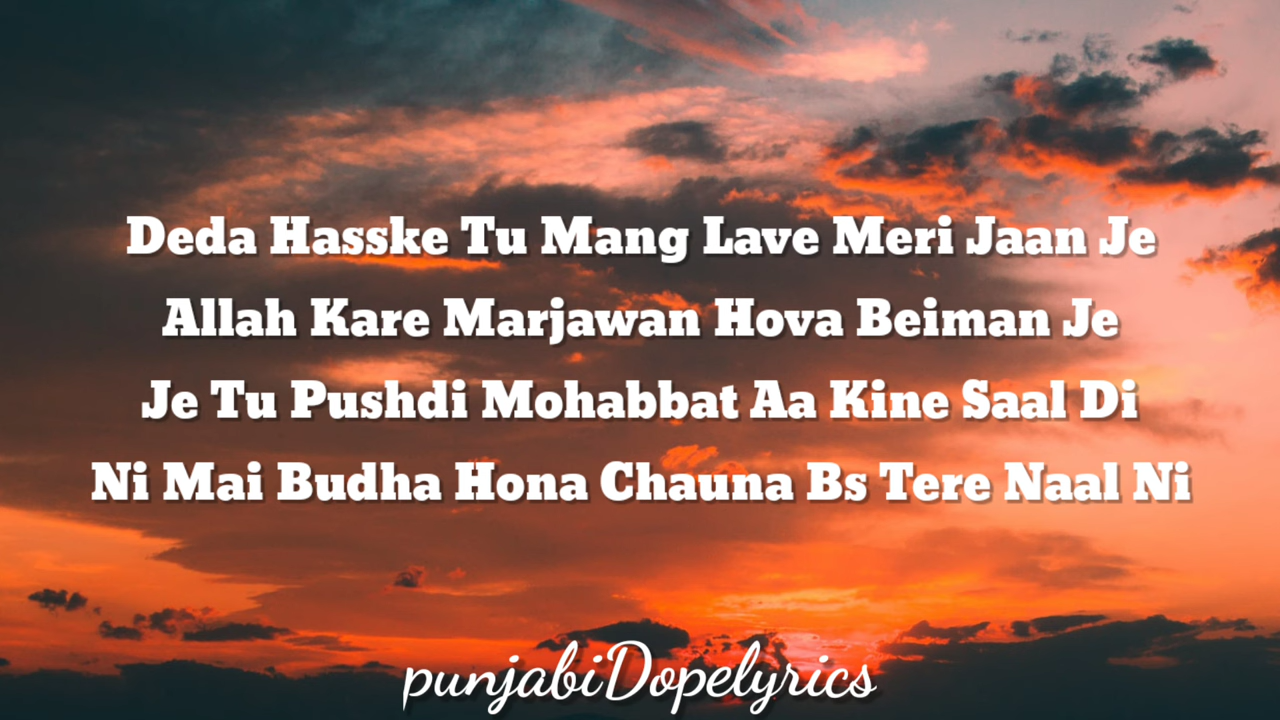 Deda Hasske Tu Mang Lave Meri Jaan Je
Allah Kare Marjawan Hova Beiman Je
Je Tu Pushdi Mohabbat Aa Kine Saal Di
Ni Mai Budha Hona Chauna Bs Tere Naal Ni
punjabiDopelyrics